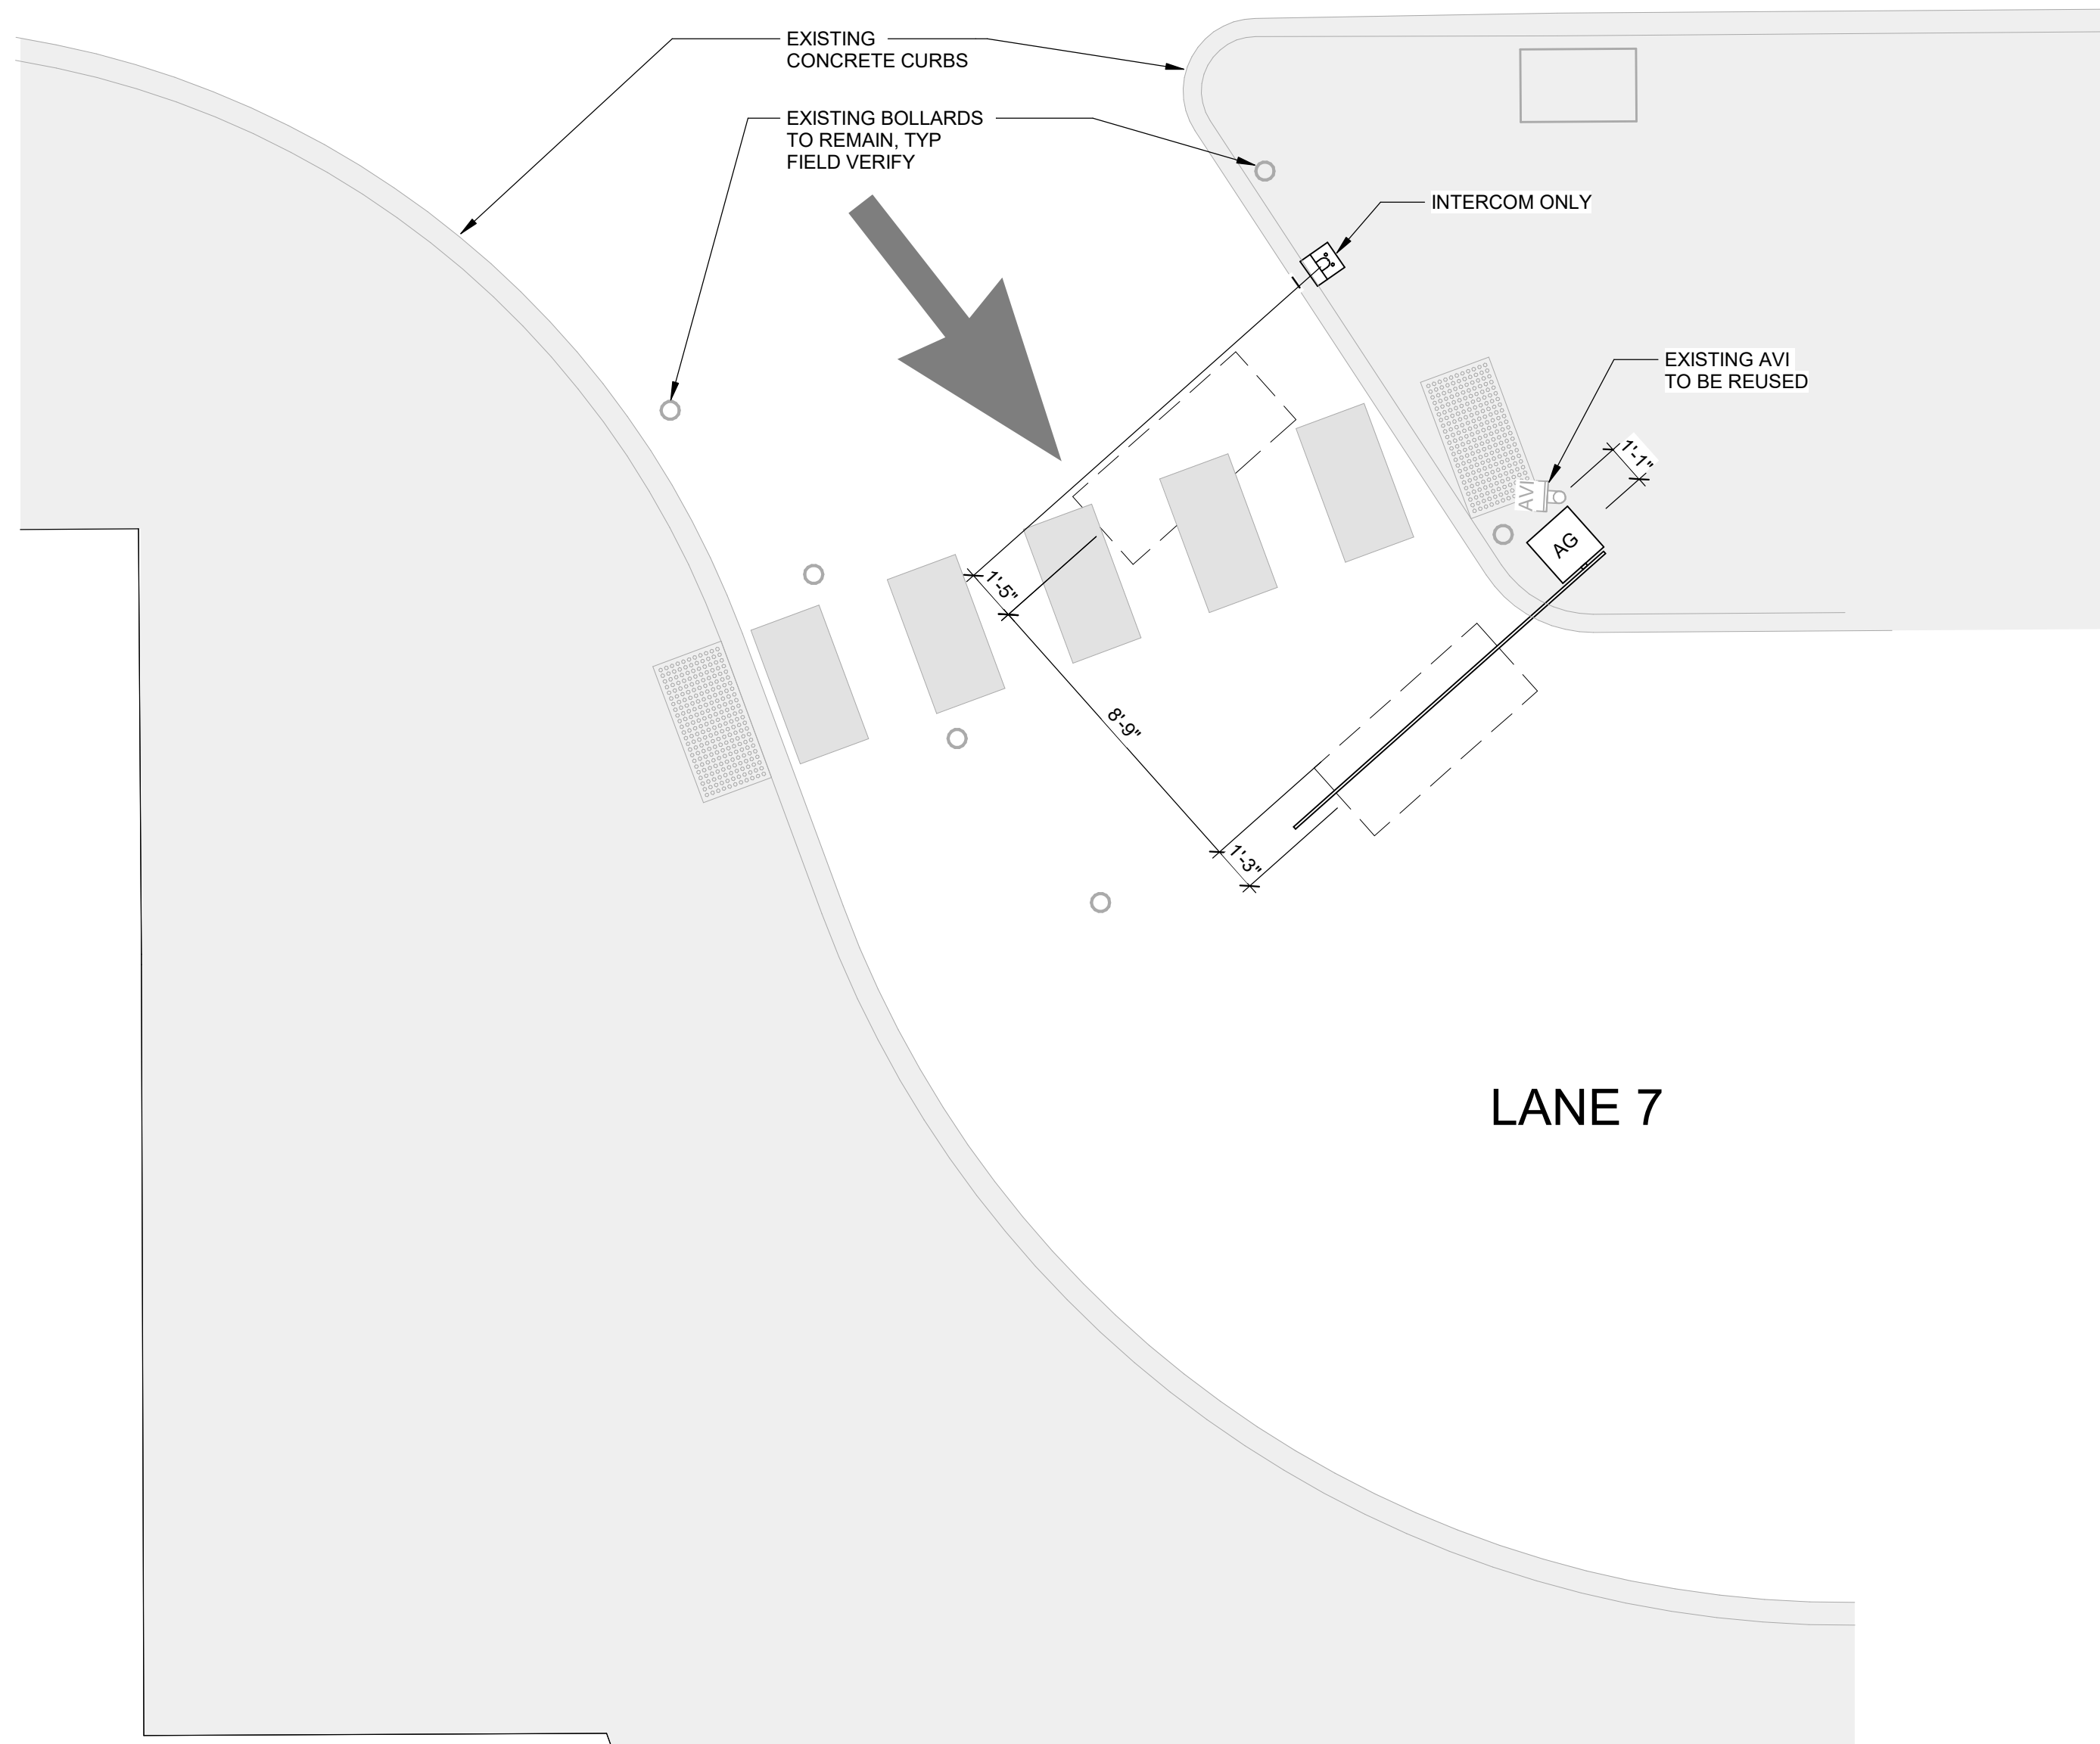 EXISTING
CONCRETE CURBS
EXISTING BOLLARDS
TO REMAIN, TYP
FIELD VERIFY
INTERCOM ONLY
EXISTING AVI
TO BE REUSED
1'-1"
AVI
AG
1'-5"
8'-9"
1'-3"
LANE 7